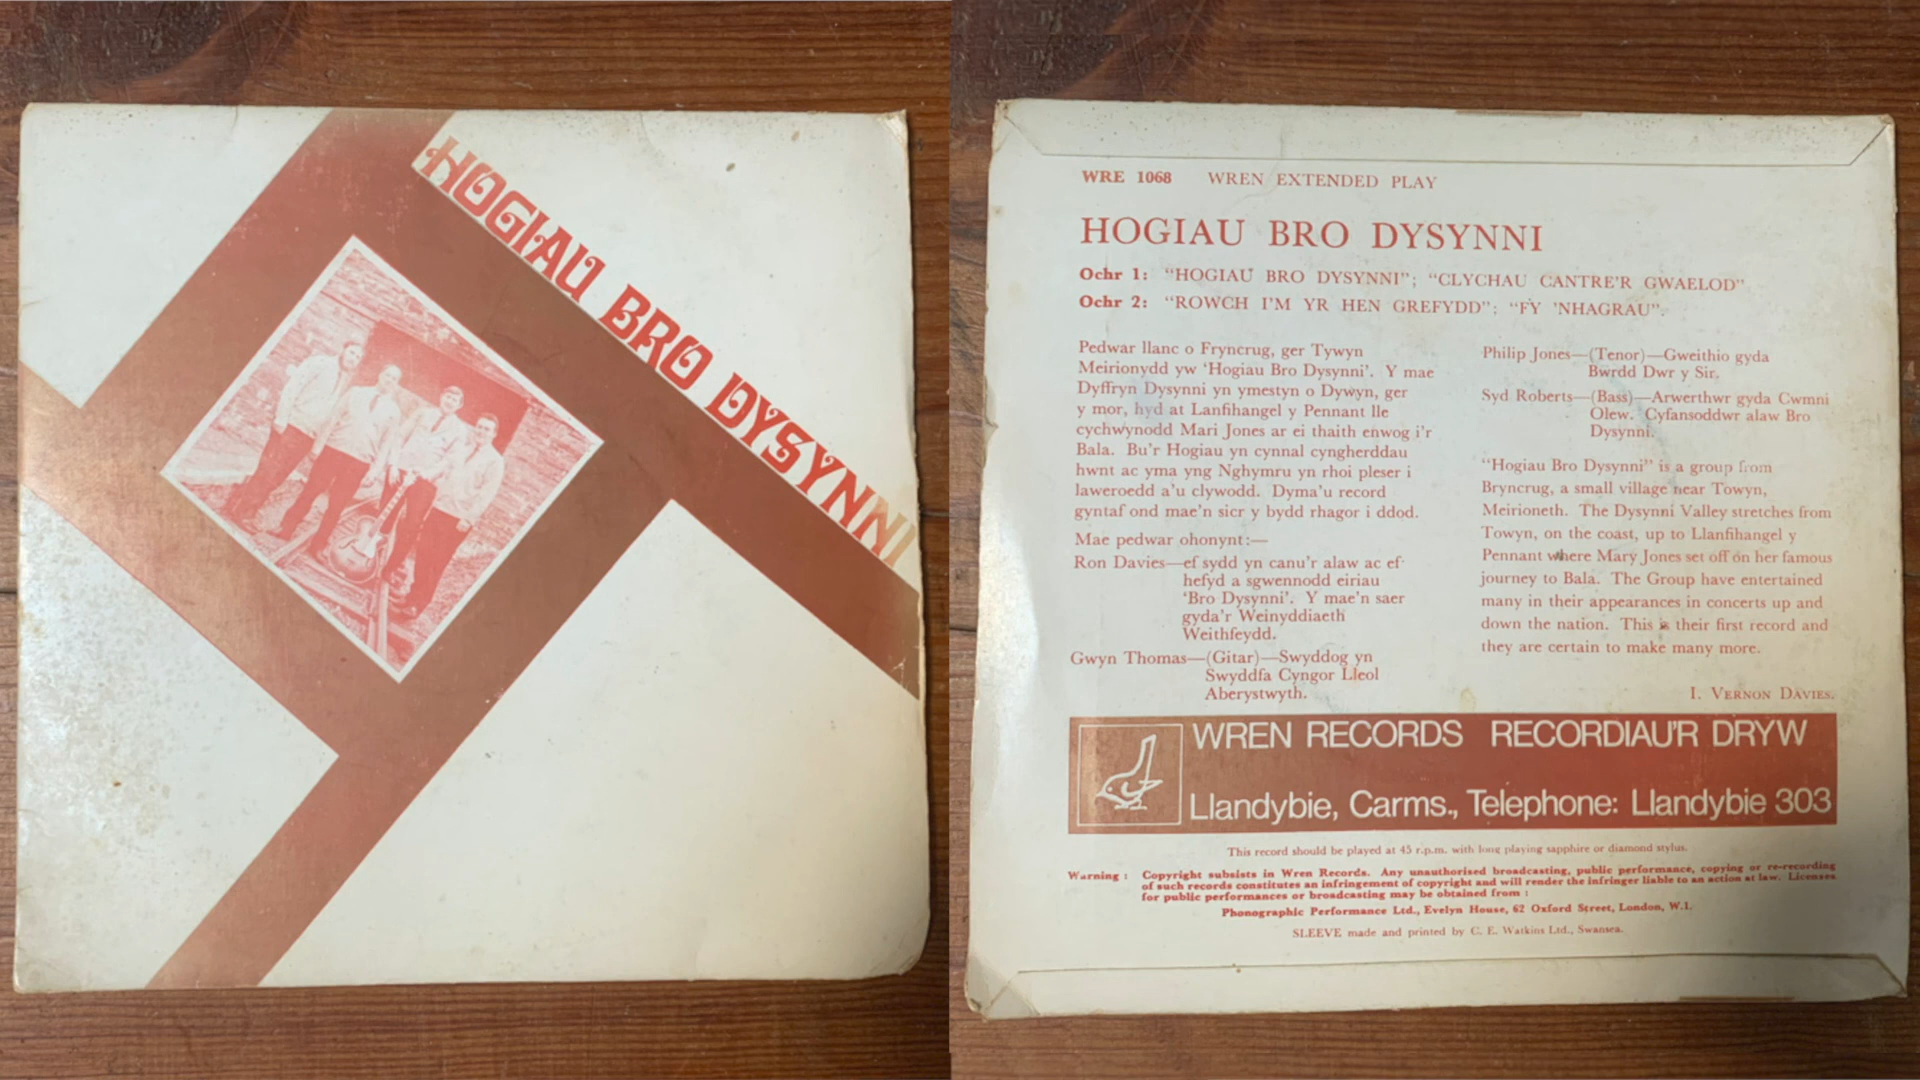 HOGIAU BRO DYSYNNI
WRE 1068 WREN EXTENDED PLAY
HOGIAU BRO DYSYNNI
Ochr 1: "HOGIAU BRO DYSYNNI"; "CLYCHAU CANTRE'R GWAELOD"
Ochr 2: "ROWCH I'M YR HEN GREFYDD"; "FY 'NHAGRAU".
Pedwar llanc o Fryncrug, ger Tywyn
Meirionydd yw 'Hogiau Bro Dysynni'. Y mae
Dyffryn Dysynni yn ymestyn o Dywyn, ger
y mor, hyd at Lanfihangel y Pennant lle
cychwynodd Mari Jones ar ei thaith enwog i'r
Bala. Bu'r Hogiau yn cynnal cyngherddau
hwnt ac yma yng Nghymru yn rhoi pleser i
laweroedd a'u clywodd. Dyma'u record
gyntaf ond mae'n sicr y bydd rhagor i ddod.
Mae pedwar ohonynt:—
Ron Davies—ef sydd yn canu'r alaw ac ef-
hefyd a sgwennodd eiriau
'Bro Dysynni'. Y mae'n saer
gyda'r Weinyddiaeth
Weithfeydd.
Gwyn Thomas—(Gitar)—Swyddog yn
Swyddfa Cyngor Lleol
Aberystwyth.
Philip Jones—(Tenor)—Gweithio gyda
Bwrdd Dwr y Sir.
Syd Roberts—(Bass)—Arwerthwr gyda Cwmni
Olew. Cyfansoddwr alaw Bro
Dysynni.
"Hogiau Bro Dysynni" is a group from
Bryncrug, a small village near Towyn,
Meirioneth. The Dysynni Valley stretches from
Towyn, on the coast, up to Llanfihangel y
Pennant where Mary Jones set off on her famous
journey to Bala. The Group have entertained
many in their appearances in concerts up and
down the nation. This is their first record and
they are certain to make many more.
I. VERNON DAVIES.
WREN RECORDS RECORDIAU'R DRYW
Llandybie, Carms., Telephone: Llandybie 303
This record should be played at 45 r.p.m. with long playing sapphire or diamond stylus.
Warning : Copyright subsists in Wren Records. Any unauthorised broadcasting, public performance, copying or re-recording
of such records constitutes an infringement of copyright and will render the infringer liable to an action at law. Licenses
for public performances or broadcasting may be obtained from :
Phonographic Performance Ltd., Evelyn House, 62 Oxford Street, London, W.1.
SLEEVE made and printed by C. E. Watkins Ltd., Swansea.